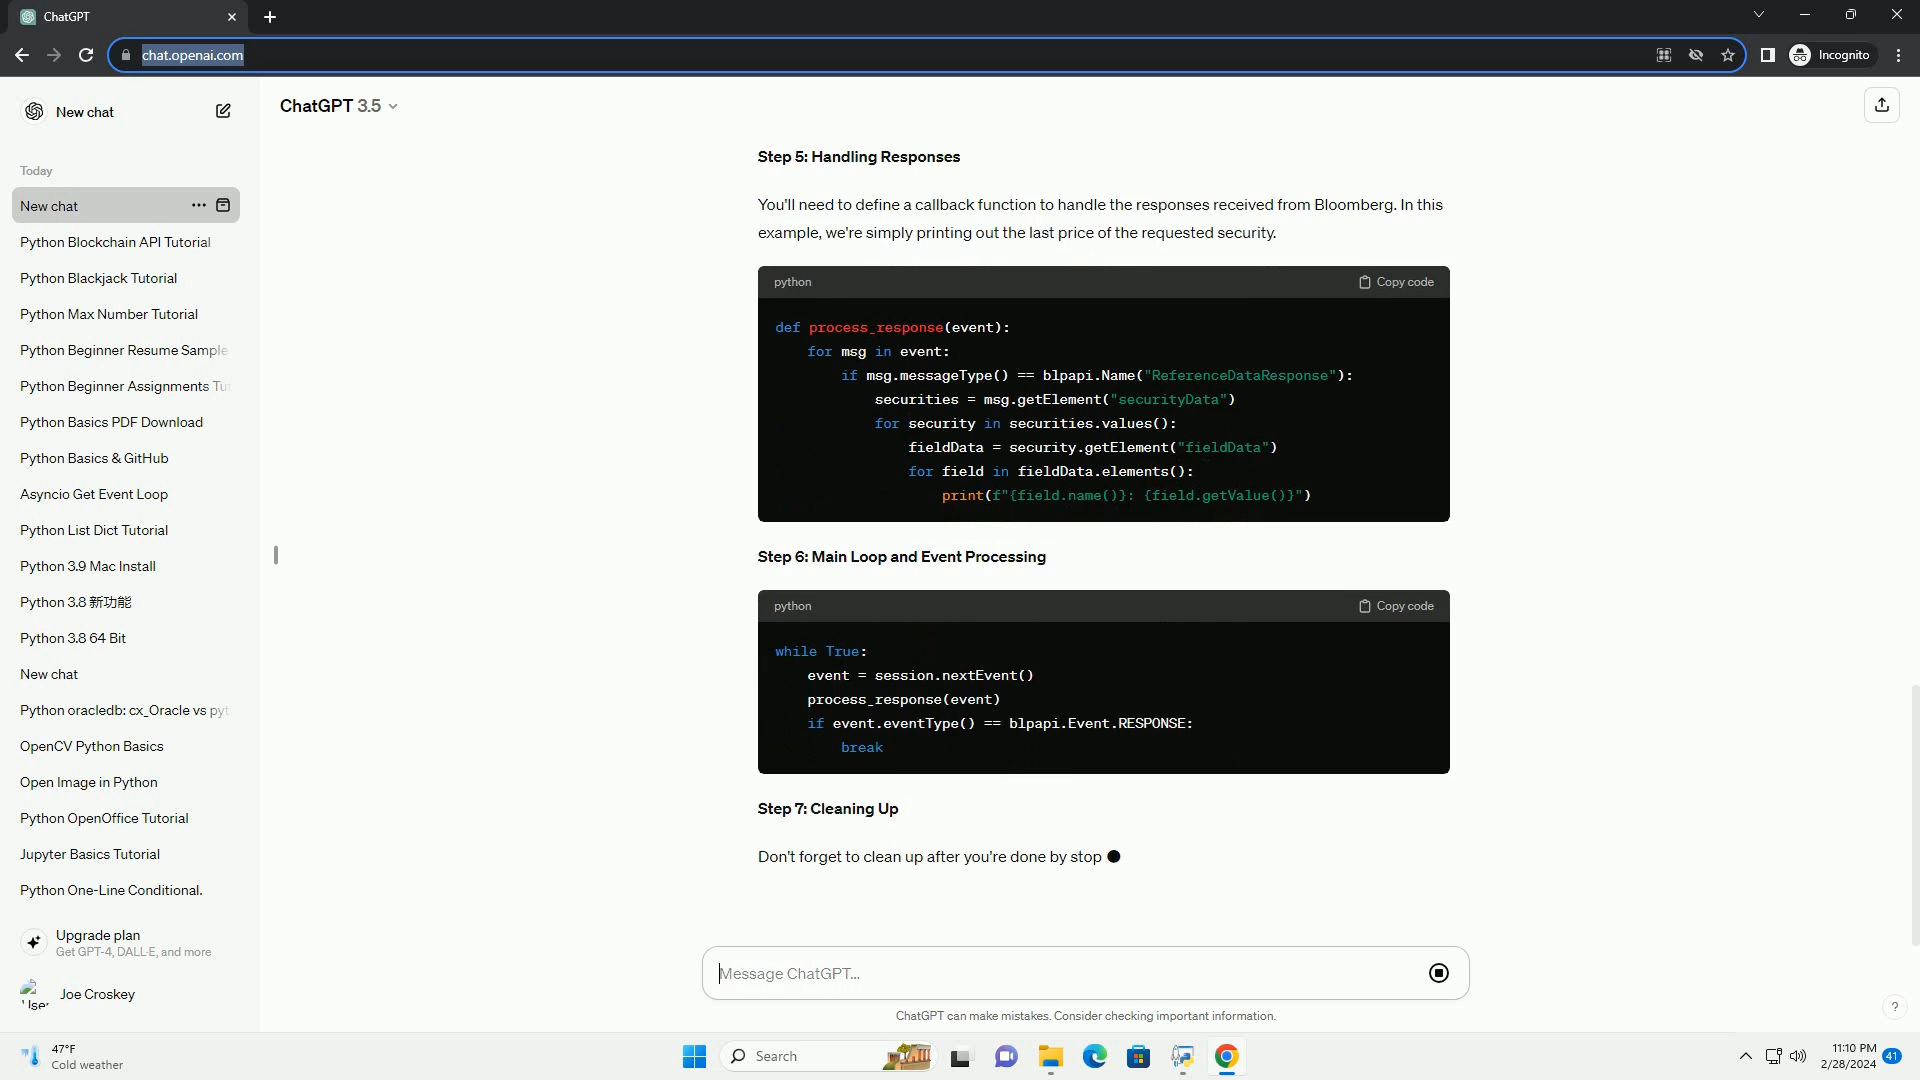 ChatGPT
chat.openai.com
Incognito
New chat
ChatGPT 3.5
Today
New chat
Python Blockchain API Tutorial
Python Blackjack Tutorial
Python Max Number Tutorial
Python Beginner Resume Sample
Python Beginner Assignments Tu
Python Basics PDF Download
Python Basics & GitHub
Asyncio Get Event Loop
Python List Dict Tutorial
Python 3.9 Mac Install
Python 3.8 新功能
Python 3.8 64 Bit
New chat
Python oracledb: cx_Oracle vs pyt
OpenCV Python Basics
Open Image in Python
Python OpenOffice Tutorial
Jupyter Basics Tutorial
Python One-Line Conditional.
Upgrade plan
Get GPT-4, DALL·E, and more
User
Joe Croskey
Step 5: Handling Responses
You'll need to define a callback function to handle the responses received from Bloomberg. In this
example, we're simply printing out the last price of the requested security.
python
Copy code
def process_response(event):
for msg in event:
if msg.messageType() == blpapi.Name("ReferenceDataResponse"):
securities = msg.getElement("securityData")
for security in securities.values():
fieldData = security.getElement("fieldData")
for field in fieldData.elements():
print(f"{field.name()}: {field.getValue()}")
Step 6: Main Loop and Event Processing
python
Copy code
while True:
event = session.nextEvent()
process_response(event)
if event.eventType() == blpapi.Event.RESPONSE:
break
Step 7: Cleaning Up
Don't forget to clean up after you're done by stop
Message ChatGPT...
ChatGPT can make mistakes. Consider checking important information.
?
47°F
Cold weather
Search
11:10 PM
2/28/2024
41